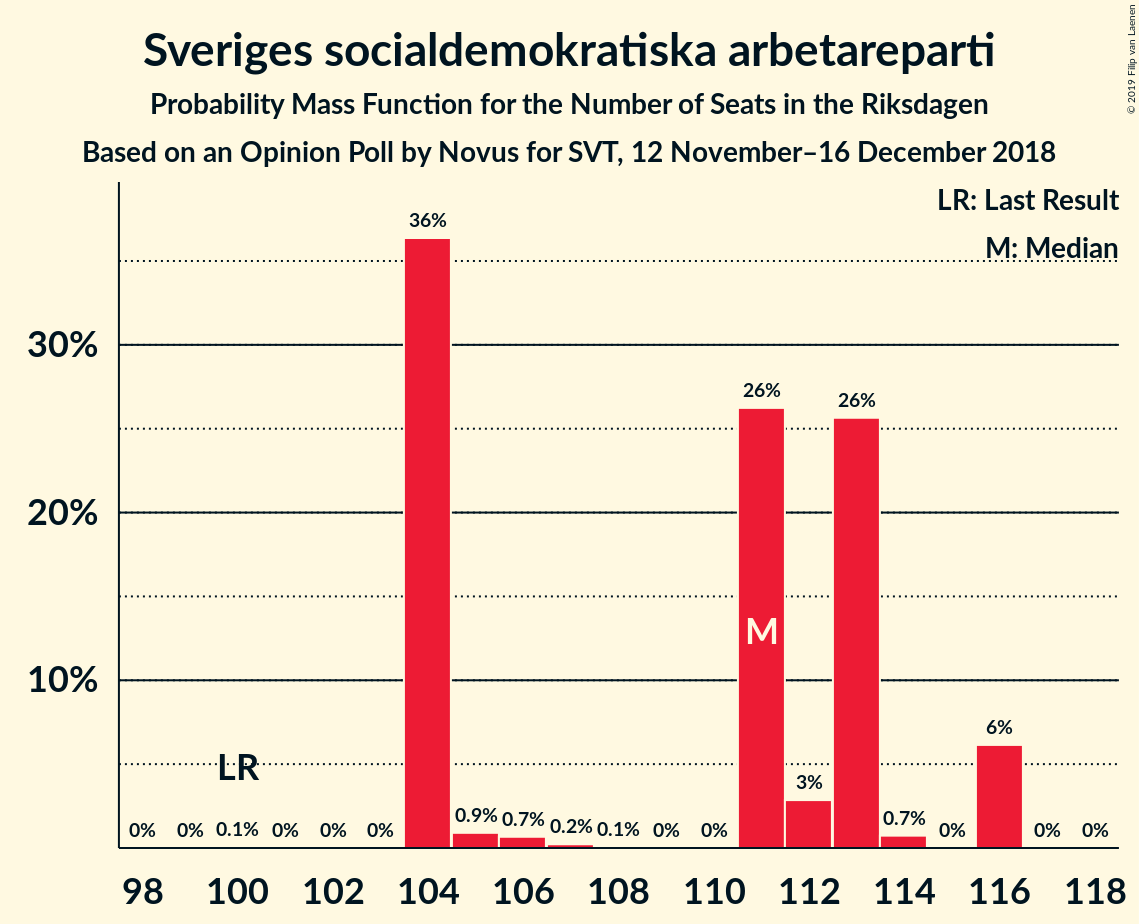 Sveriges socialdemokratiska arbetareparti
Probability Mass Function for the Number of Seats in the Riksdagen
Based on an Opinion Poll by Novus for SVT, 12 November–16 December 2018
© 2019 Filip van Laenen
LR: Last Result
M: Median
30%
20%
10%
0% 0% 0.1% 0% 0% 0% 36% 0.9% 0.7% 0.2% 0.1% 0% 0% 26% 3% 26% 0.7% 0% 6% 0% 0%
LR
M
98 100 102 104 106 108 110 112 114 116 118